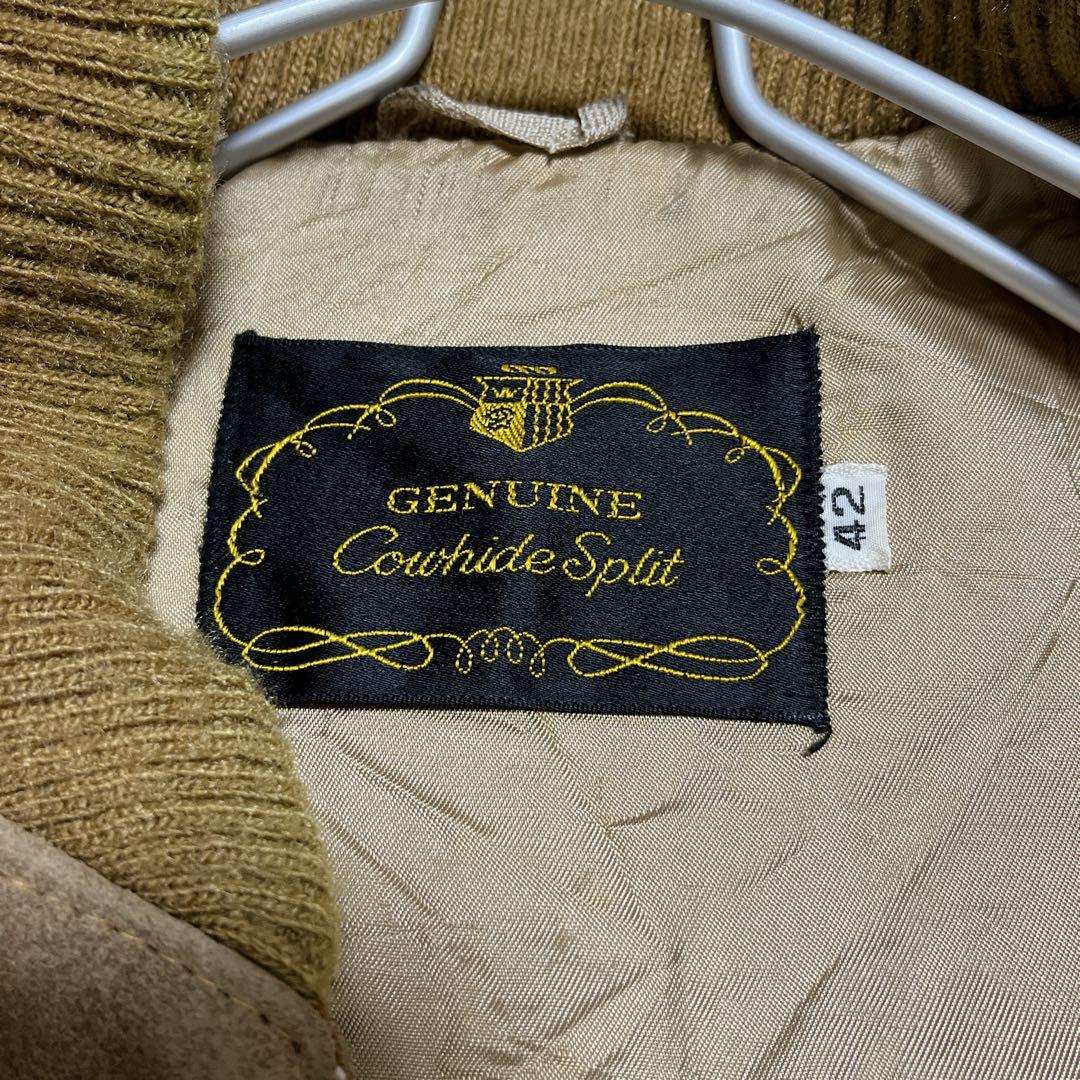 W
GENUINE
Cowhide Split
42